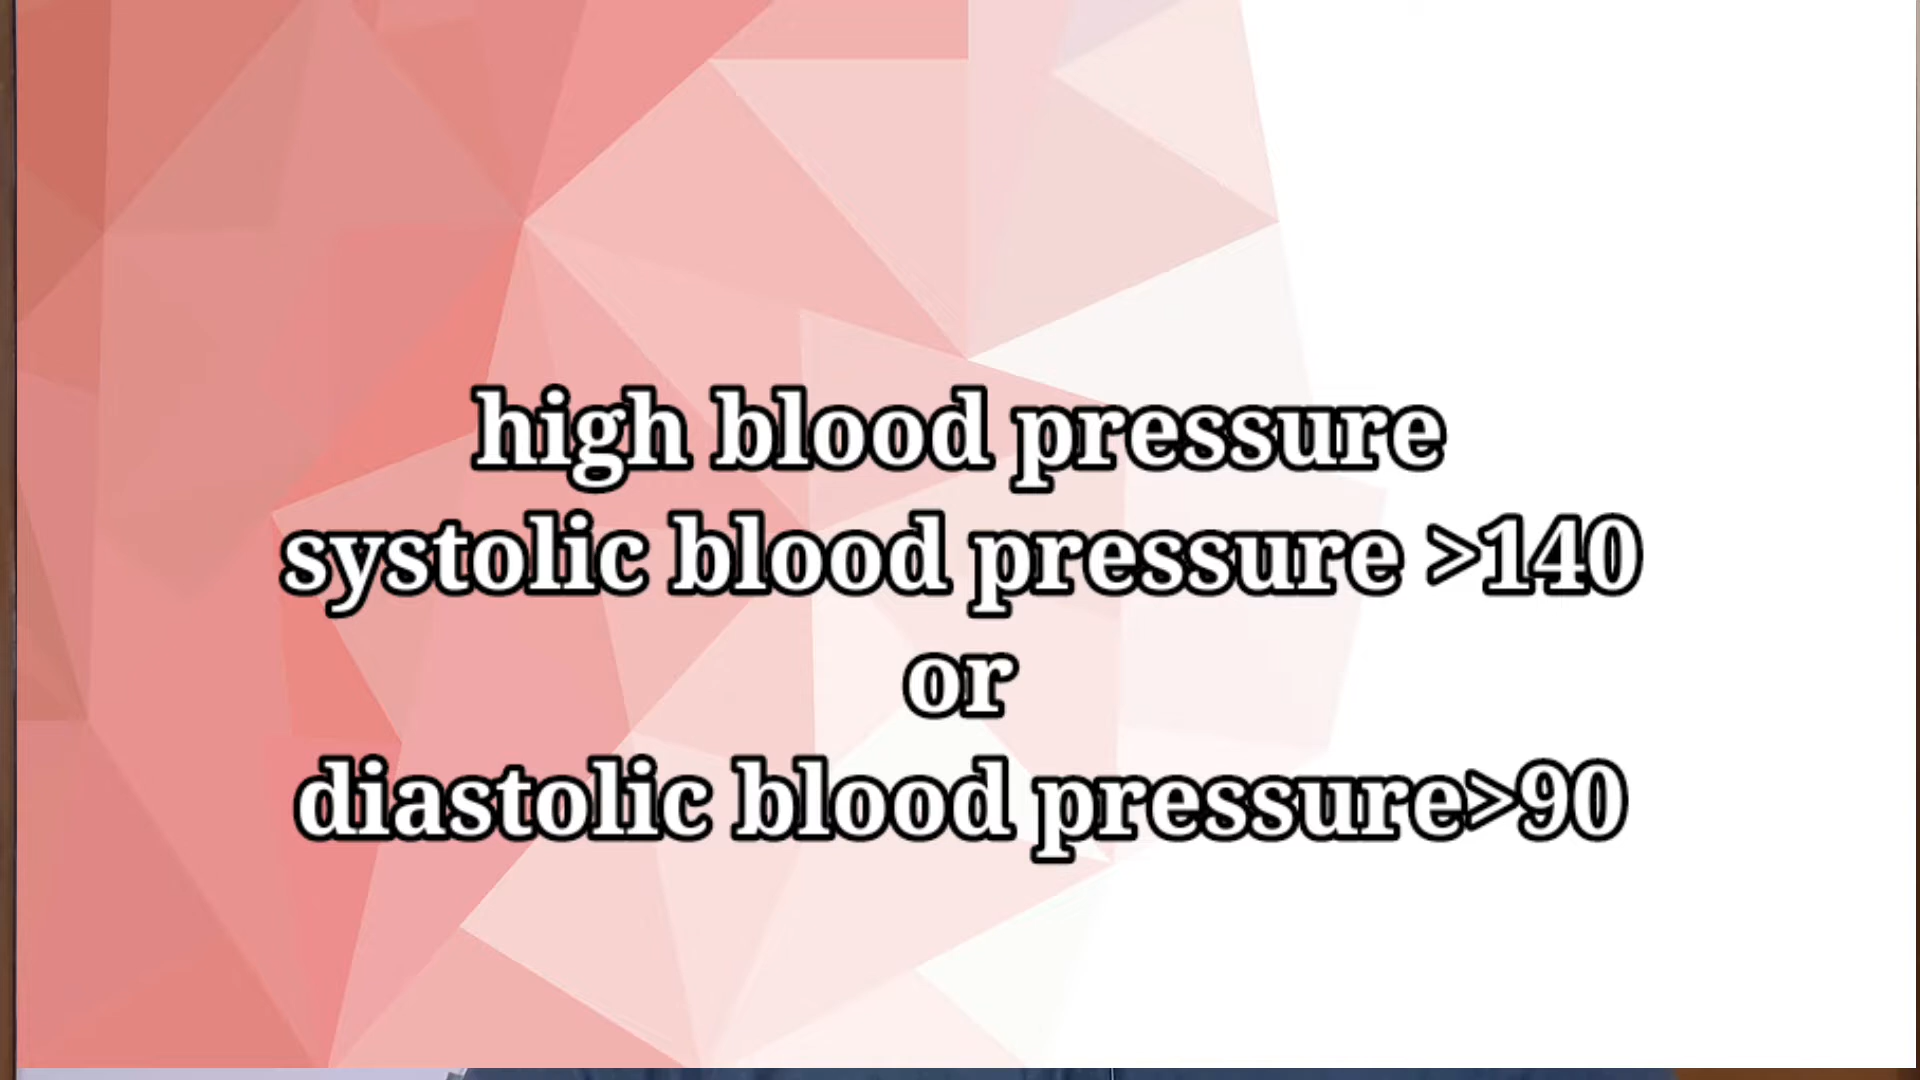 high blood pressure
systolic blood pressure >140
or
diastolic blood pressure>90